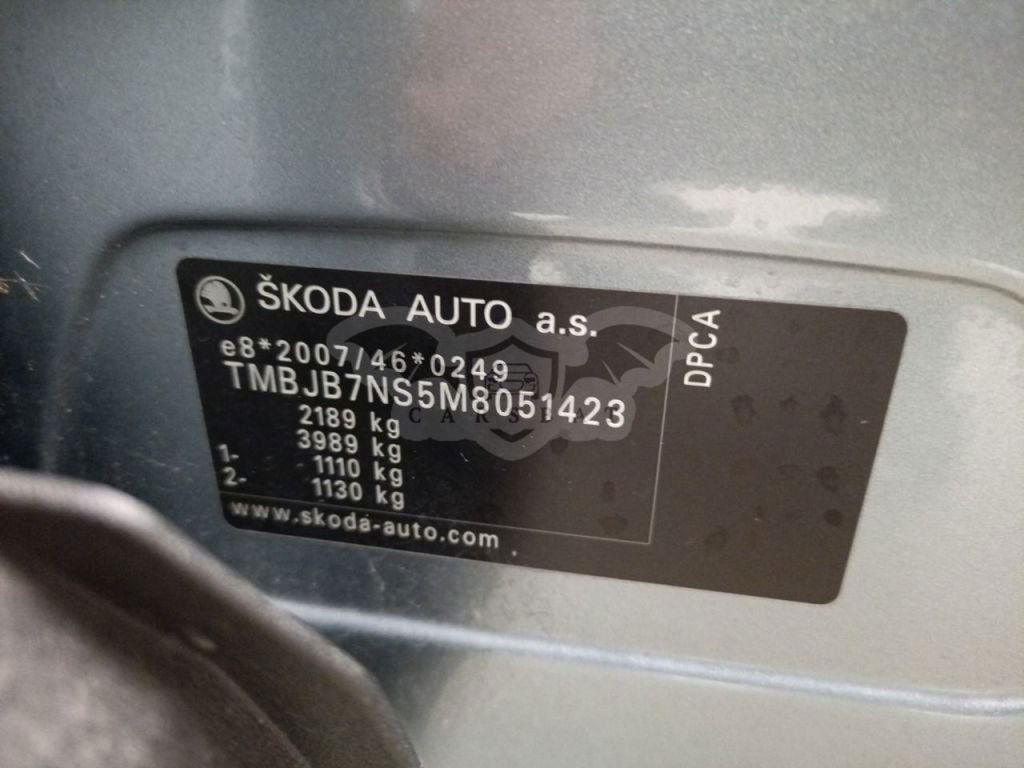 ŠKODA AUTO a.s.
e8*2007/46*0249
TMBJB7NS5M8051423
2189 kg
3989 kg
1- 1110 kg
2- 1130 kg
www.skoda-auto.com
DPCA
CARSBAT